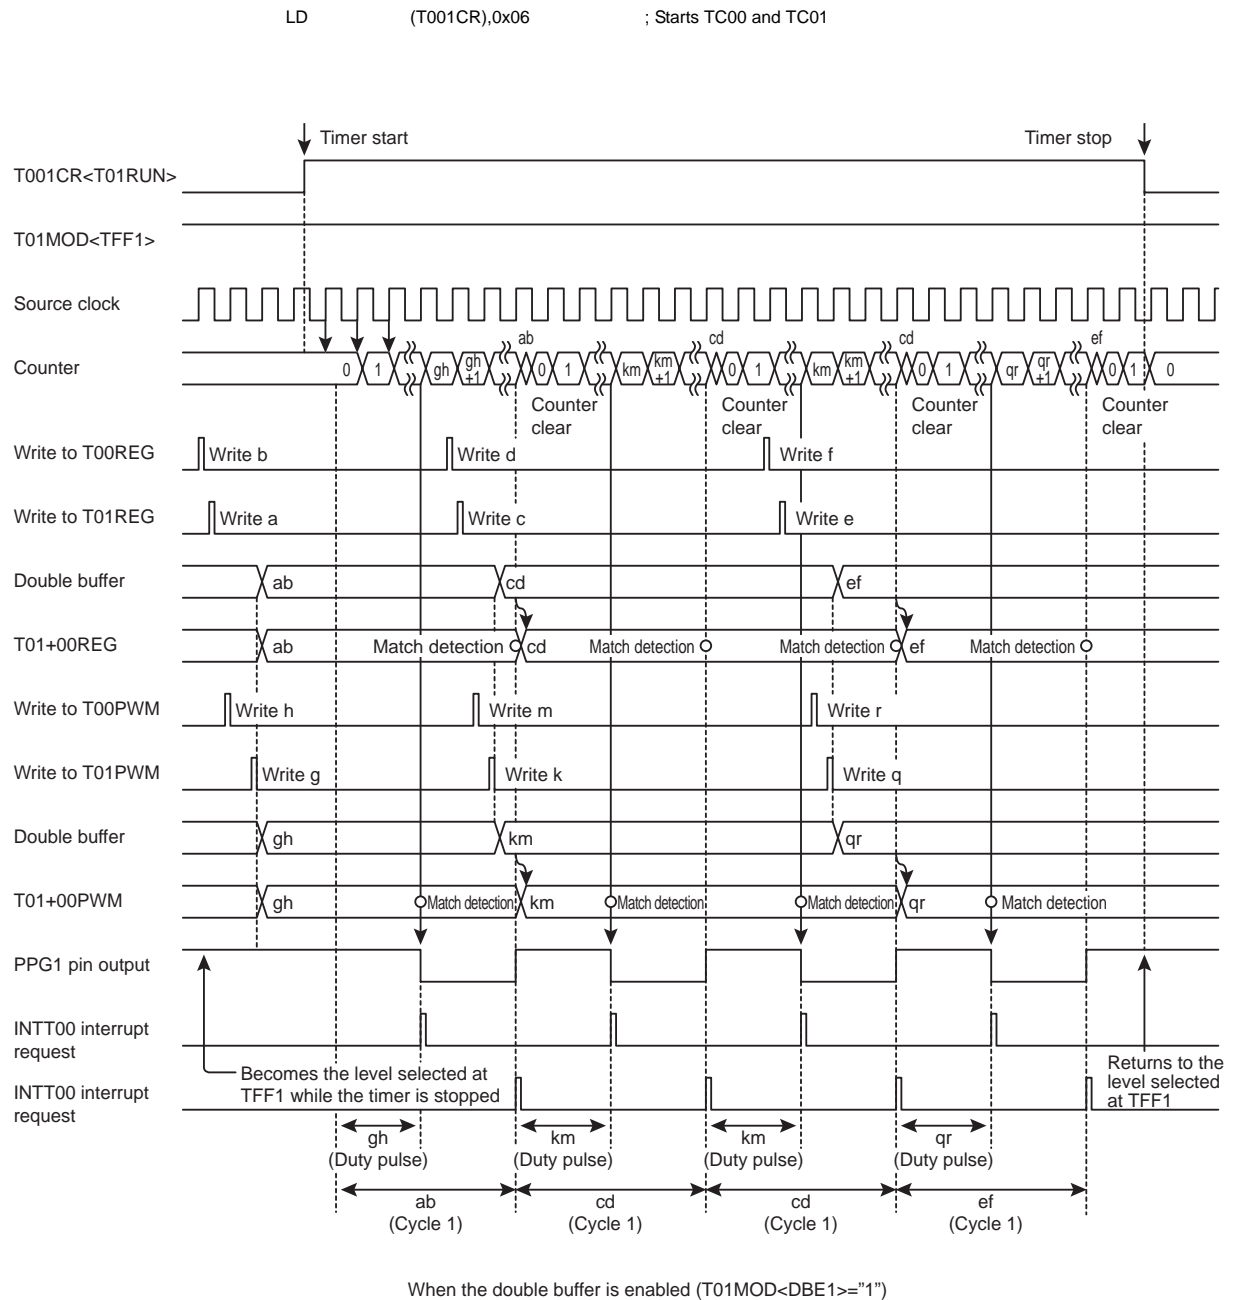 LD (T001CR),0x06 ; Starts TC00 and TC01
Timer start Timer stop
T001CR<T01RUN>
T01MOD<TFF1>
Source clock
ab cd cd ef
Counter 0 1 gh gh+1 0 1 km km+1 0 1 km km+1 0 1 qr qr+1 0 1 0
Counter clear Counter clear Counter clear Counter clear
Write to T00REG Write b Write d Write f
Write to T01REG Write a Write c Write e
Double buffer ab cd ef
T01+00REG ab Match detection cd Match detection Match detection ef Match detection
Write to T00PWM Write h Write m Write r
Write to T01PWM Write g Write k Write q
Double buffer gh km qr
T01+00PWM gh Match detection km Match detection Match detection qr Match detection
PPG1 pin output
INTT00 interrupt
request
Becomes the level selected at
TFF1 while the timer is stopped
Returns to the
level selected
at TFF1
INTT00 interrupt
request
gh km km qr
(Duty pulse) (Duty pulse) (Duty pulse) (Duty pulse)
ab cd cd ef
(Cycle 1) (Cycle 1) (Cycle 1) (Cycle 1)
When the double buffer is enabled (T01MOD<DBE1>=”1”)